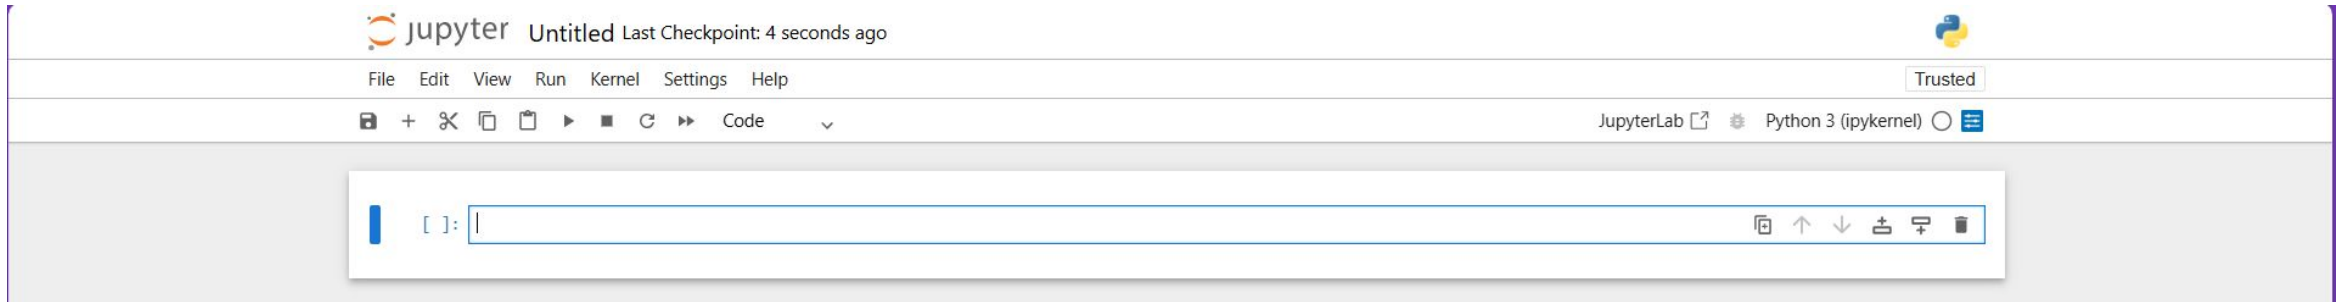 jupyter Untitled Last Checkpoint: 4 seconds ago
File Edit View Run Kernel Settings Help Trusted
Code JupyterLab Python 3 (ipykernel)
[ ]: